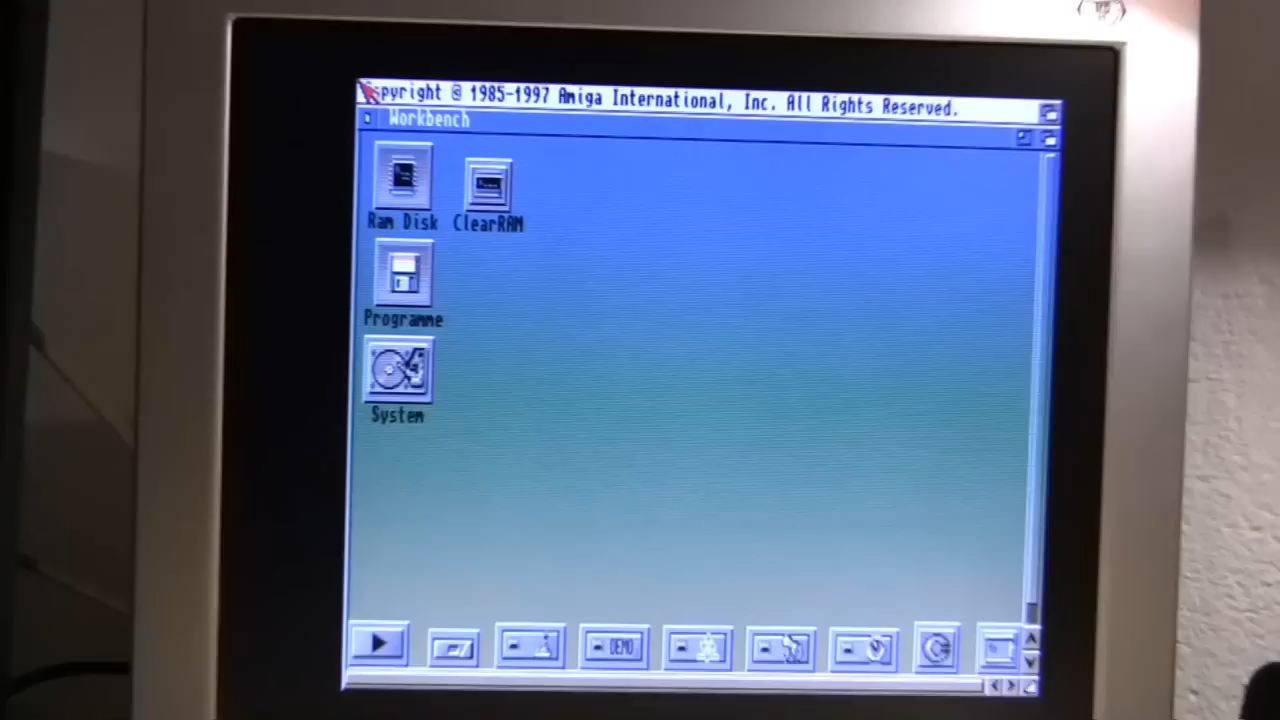 Copyright © 1985-1997 Amiga International, Inc. All Rights Reserved.
Workbench
Ram Disk ClearRAM
Programme
System
DEMO